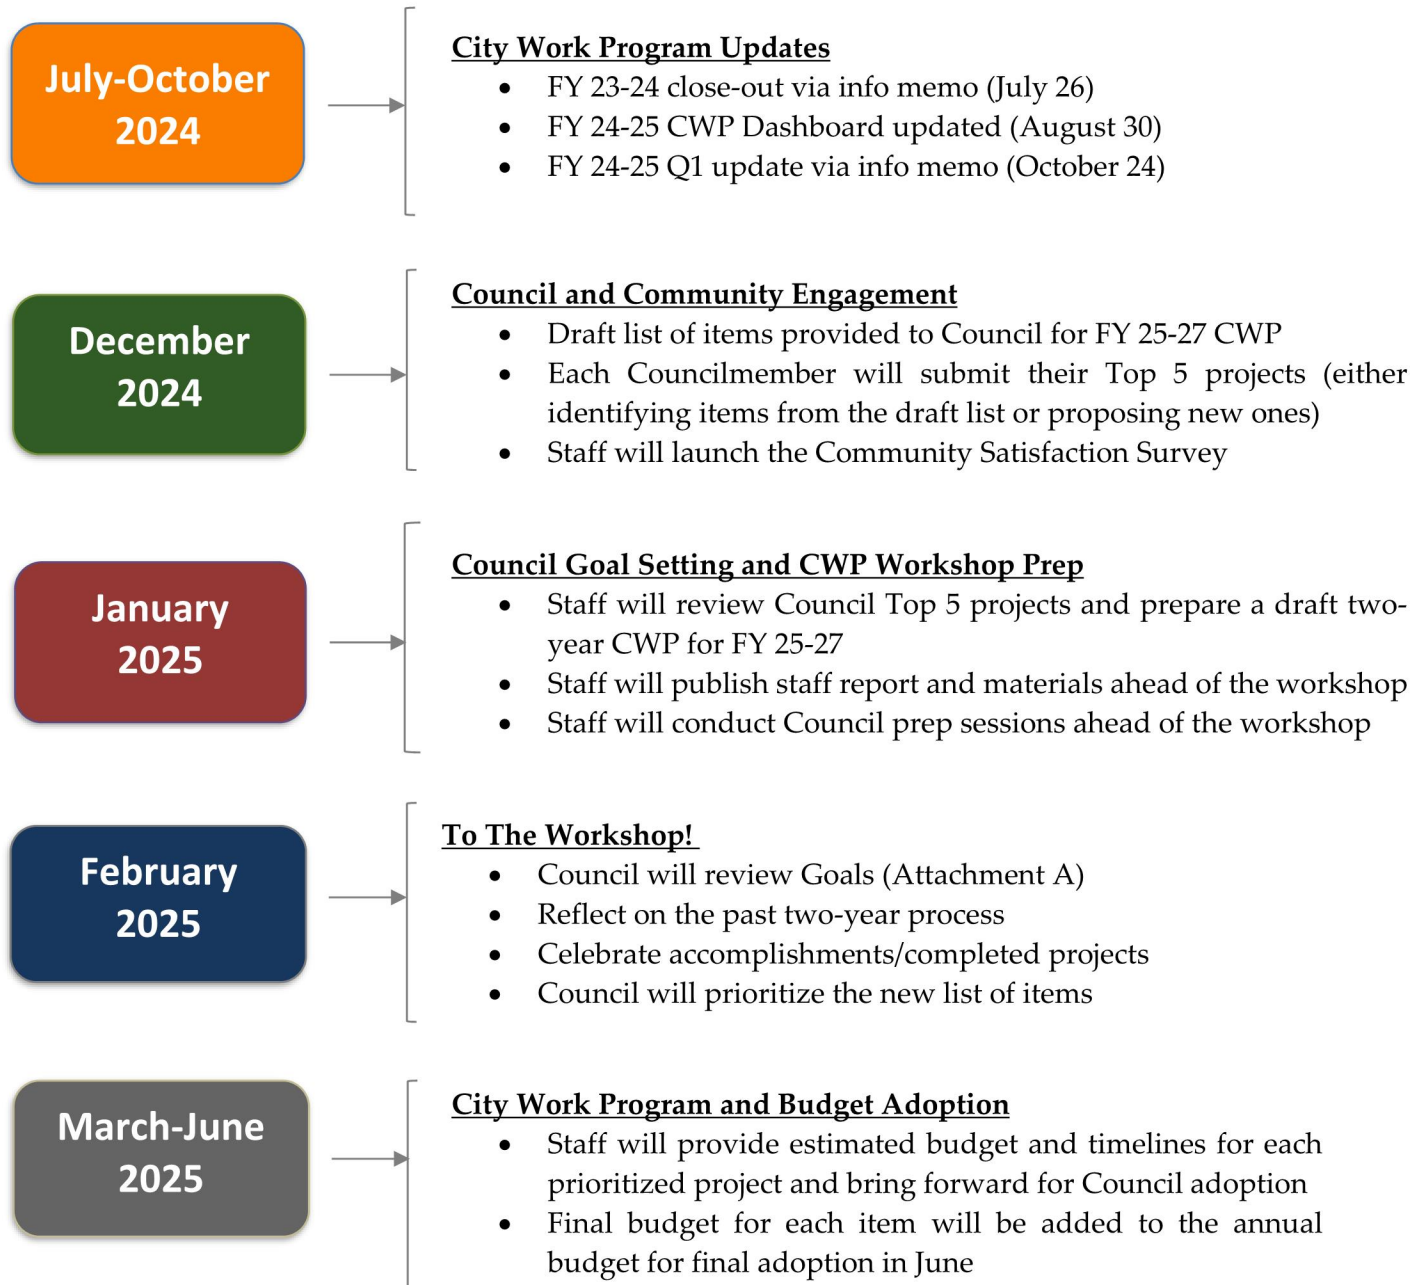 July-October
2024
City Work Program Updates
• FY 23-24 close-out via info memo (July 26)
• FY 24-25 CWP Dashboard updated (August 30)
• FY 24-25 Q1 update via info memo (October 24)
December
2024
Council and Community Engagement
• Draft list of items provided to Council for FY 25-27 CWP
• Each Councilmember will submit their Top 5 projects (either
identifying items from the draft list or proposing new ones)
• Staff will launch the Community Satisfaction Survey
January
2025
Council Goal Setting and CWP Workshop Prep
• Staff will review Council Top 5 projects and prepare a draft two-
year CWP for FY 25-27
• Staff will publish staff report and materials ahead of the workshop
• Staff will conduct Council prep sessions ahead of the workshop
February
2025
To The Workshop!
• Council will review Goals (Attachment A)
• Reflect on the past two-year process
• Celebrate accomplishments/completed projects
• Council will prioritize the new list of items
March-June
2025
City Work Program and Budget Adoption
• Staff will provide estimated budget and timelines for each
prioritized project and bring forward for Council adoption
• Final budget for each item will be added to the annual
budget for final adoption in June